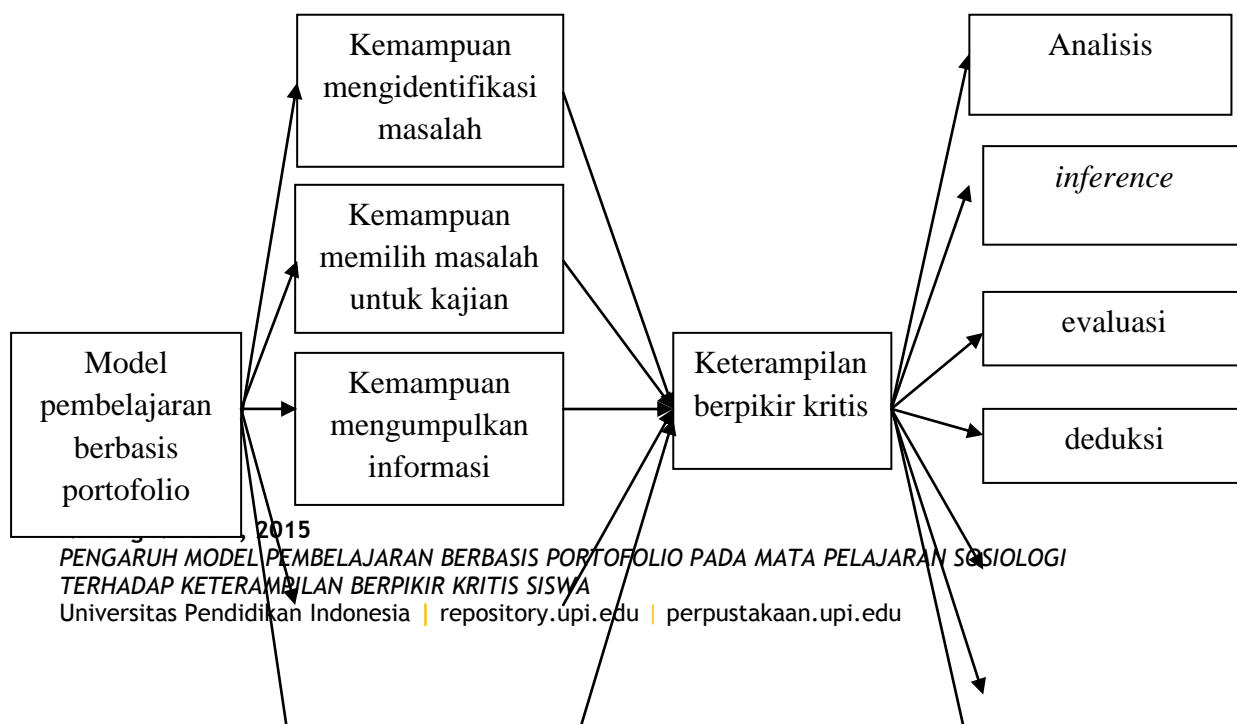 Kemampuan
mengidentifikasi
masalah
Kemampuan
memilih masalah
untuk kajian
Kemampuan
mengumpulkan
informasi
Model
pembelajaran
berbasis
portofolio
Keterampilan
berpikir kritis
Analisis
inference
evaluasi
deduksi
, 2015
PENGARUH MODEL PEMBELAJARAN BERBASIS PORTOFOLIO PADA MATA PELAJARAN SOSIOLOGI
TERHADAP KETERAMPILAN BERPIKIR KRITIS SISWA
Universitas Pendidikan Indonesia | repository.upi.edu | perpustakaan.upi.edu